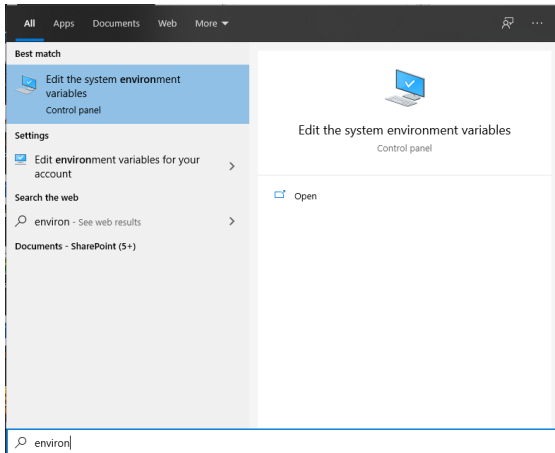 All Apps Documents Web More
Best match
Edit the system environment
variables
Control panel
Settings
Edit environment variables for your
account
Search the web
environ - See web results
Documents - SharePoint (5+)
Edit the system environment variables
Control panel
Open
environ